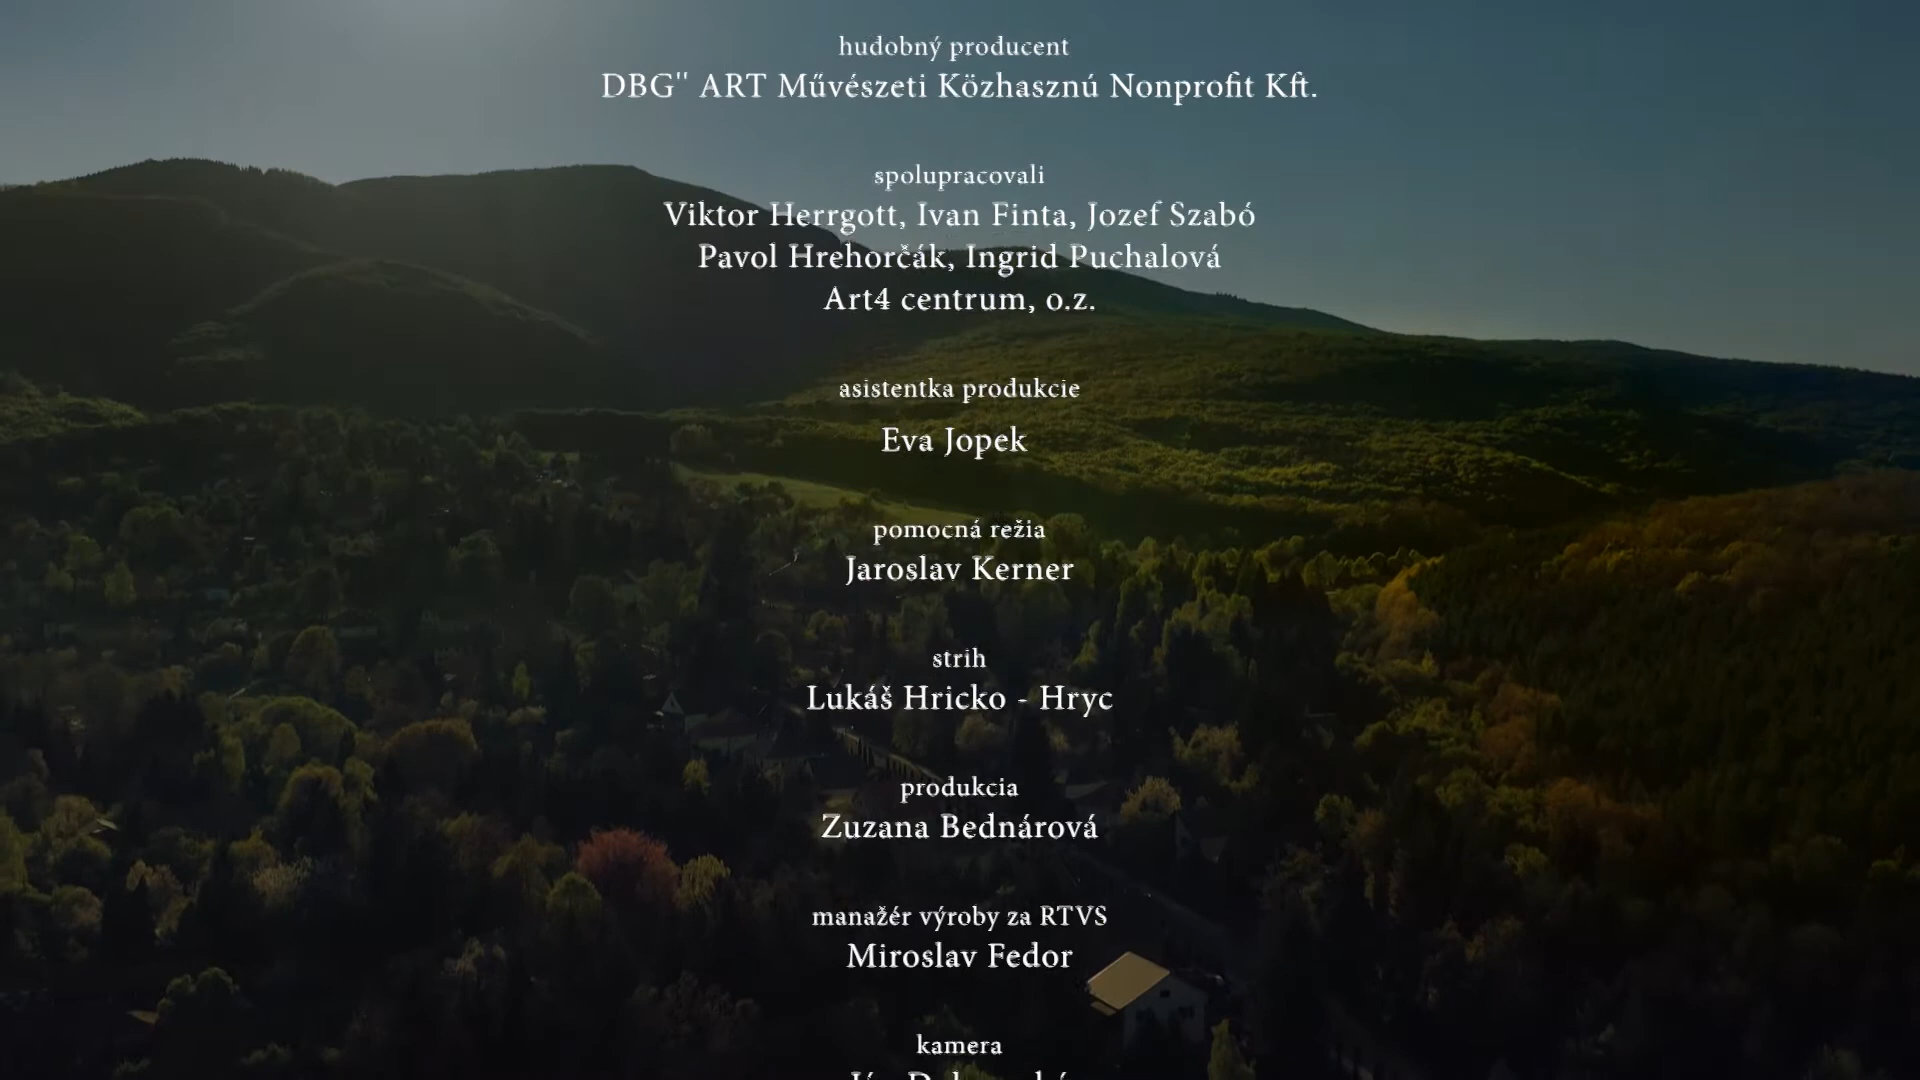 hudobný producent
DBG" ART Művészeti Közhasznú Nonprofit Kft.
spolupracovali
Viktor Herrgott, Ivan Finta, Jozef Szabó
Pavol Hrehorčák, Ingrid Puchalová
Art4 centrum, o.z.
asistentka produkcie
Eva Jopek
pomocná režia
Jaroslav Kerner
strih
Lukáš Hricko - Hryc
produkcia
Zuzana Bednárová
manažér výroby za RTVS
Miroslav Fedor
kamera